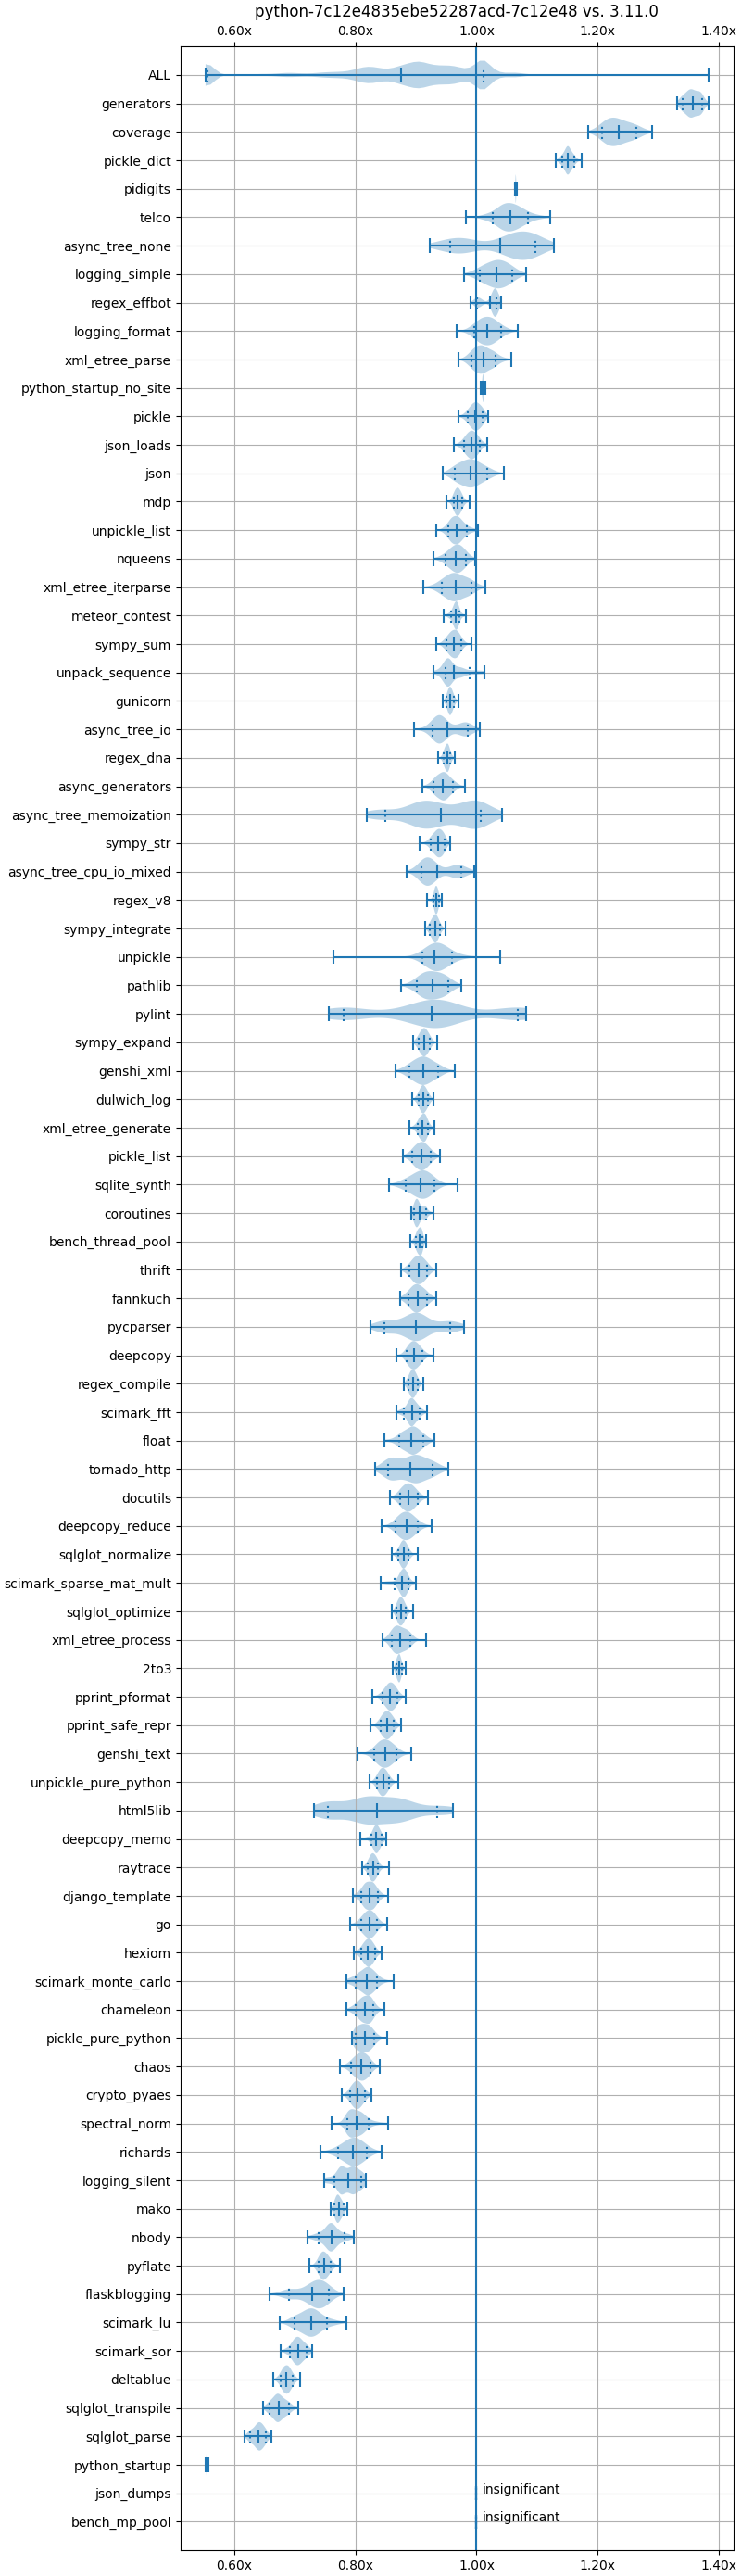 python-7c12e4835ebe52287acd-7c12e48 vs. 3.11.0
0.60x 0.80x 1.00x 1.20x 1.40x
ALL
generators
coverage
pickle_dict
pidigits
telco
async_tree_none
logging_simple
regex_effbot
logging_format
xml_etree_parse
python_startup_no_site
pickle
json_loads
json
mdp
unpickle_list
nqueens
xml_etree_iterparse
meteor_contest
sympy_sum
unpack_sequence
gunicorn
async_tree_io
regex_dna
async_generators
async_tree_memoization
sympy_str
async_tree_cpu_io_mixed
regex_v8
sympy_integrate
unpickle
pathlib
pylint
sympy_expand
genshi_xml
dulwich_log
xml_etree_generate
pickle_list
sqlite_synth
coroutines
bench_thread_pool
thrift
fannkuch
pycparser
deepcopy
regex_compile
scimark_fft
float
tornado_http
docutils
deepcopy_reduce
sqlglot_normalize
scimark_sparse_mat_mult
sqlglot_optimize
xml_etree_process
2to3
pprint_pformat
pprint_safe_repr
genshi_text
unpickle_pure_python
html5lib
deepcopy_memo
raytrace
django_template
go
hexiom
scimark_monte_carlo
chameleon
pickle_pure_python
chaos
crypto_pyaes
spectral_norm
richards
logging_silent
mako
nbody
pyflate
flaskblogging
scimark_lu
scimark_sor
deltablue
sqlglot_transpile
sqlglot_parse
python_startup
json_dumps insignificant
bench_mp_pool insignificant
0.60x 0.80x 1.00x 1.20x 1.40x